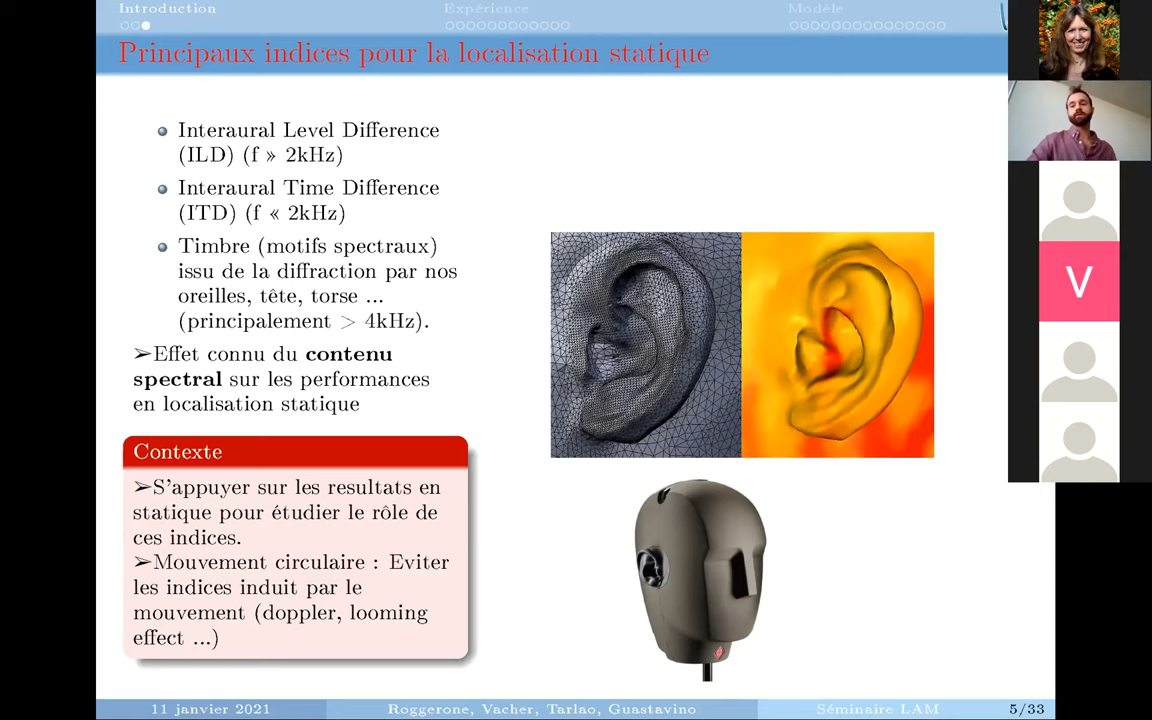 Introduction
Expérience
Modèle
Principaux indices pour la localisation statique
Interaural Level Difference
(ILD) (f » 2kHz)
Interaural Time Difference
(ITD) (f « 2kHz)
Timbre (motifs spectraux)
issu de la diffraction par nos
oreilles, tête, torse ...
(principalement > 4kHz).
➢Effet connu du contenu
spectral sur les performances
en localisation statique
Contexte
➢S'appuyer sur les resultats en
statique pour étudier le rôle de
ces indices.
➢Mouvement circulaire : Eviter
les indices induit par le
mouvement (doppler, looming
effect ...)
V
11 janvier 2021
Roggerone, Vacher, Tarlao, Guastavino
Séminaire LAM
5/33